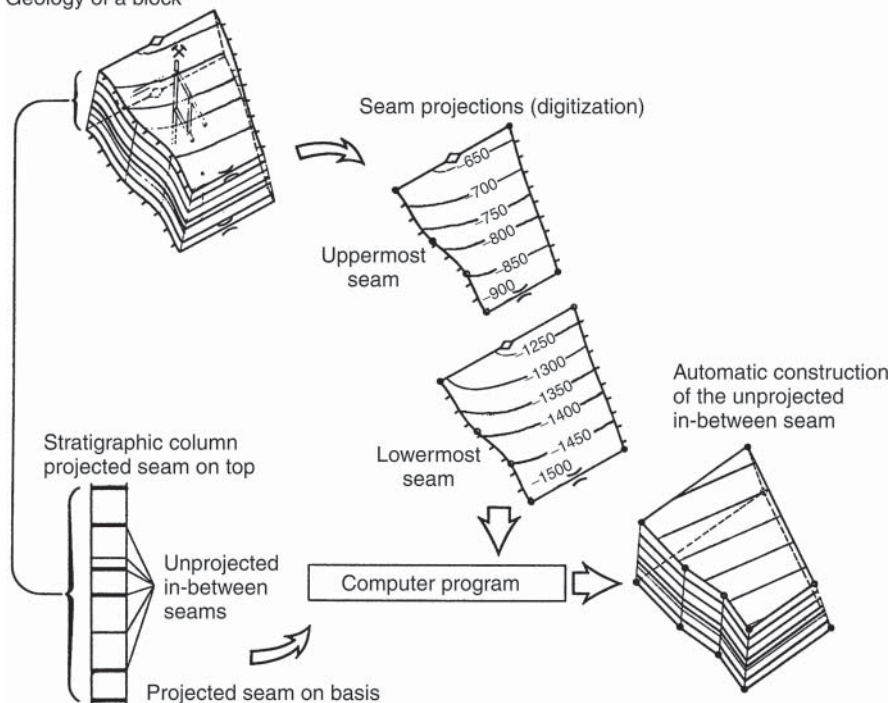 Geology of a block
Seam projections (digitization)
–650
–700
–750
–800
–850
–900
Uppermost
seam
–1250
–1300
–1350
–1400
–1450
–1500
Lowermost
seam
Automatic construction
of the unprojected
in-between seam
Stratigraphic column
projected seam on top
Unprojected
in-between
seams
Computer program
Projected seam on basis